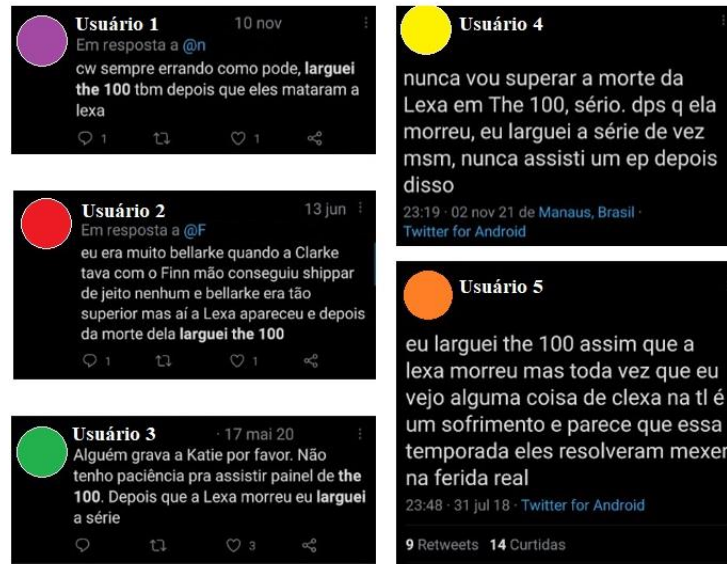 Usuário 1 10 nov
Em resposta a @n
cw sempre errando como pode, larguei
the 100 tbm depois que eles mataram a
lexa
1 1
Usuário 2 13 jun
Em resposta a @F
eu era muito bellarke quando a Clarke
tava com o Finn mão conseguiu shippar
de jeito nenhum e bellarke era tão
superior mas aí a Lexa apareceu e depois
da morte dela larguei the 100
1 1
Usuário 3 · 17 mai 20
Alguém grava a Katie por favor. Não
tenho paciência pra assistir painel de the
100. Depois que a Lexa morreu eu larguei
a série
3
Usuário 4
nunca vou superar a morte da
Lexa em The 100, sério. dps q ela
morreu, eu larguei a série de vez
msm, nunca assisti um ep depois
disso
23:19 · 02 nov 21 de Manaus, Brasil ·
Twitter for Android
Usuário 5
eu larguei the 100 assim que a
lexa morreu mas toda vez que eu
vejo alguma coisa de clexa na tl é
um sofrimento e parece que essa
temporada eles resolveram mexer
na ferida real
23:48 · 31 jul 18 · Twitter for Android
9 Retweets 14 Curtidas